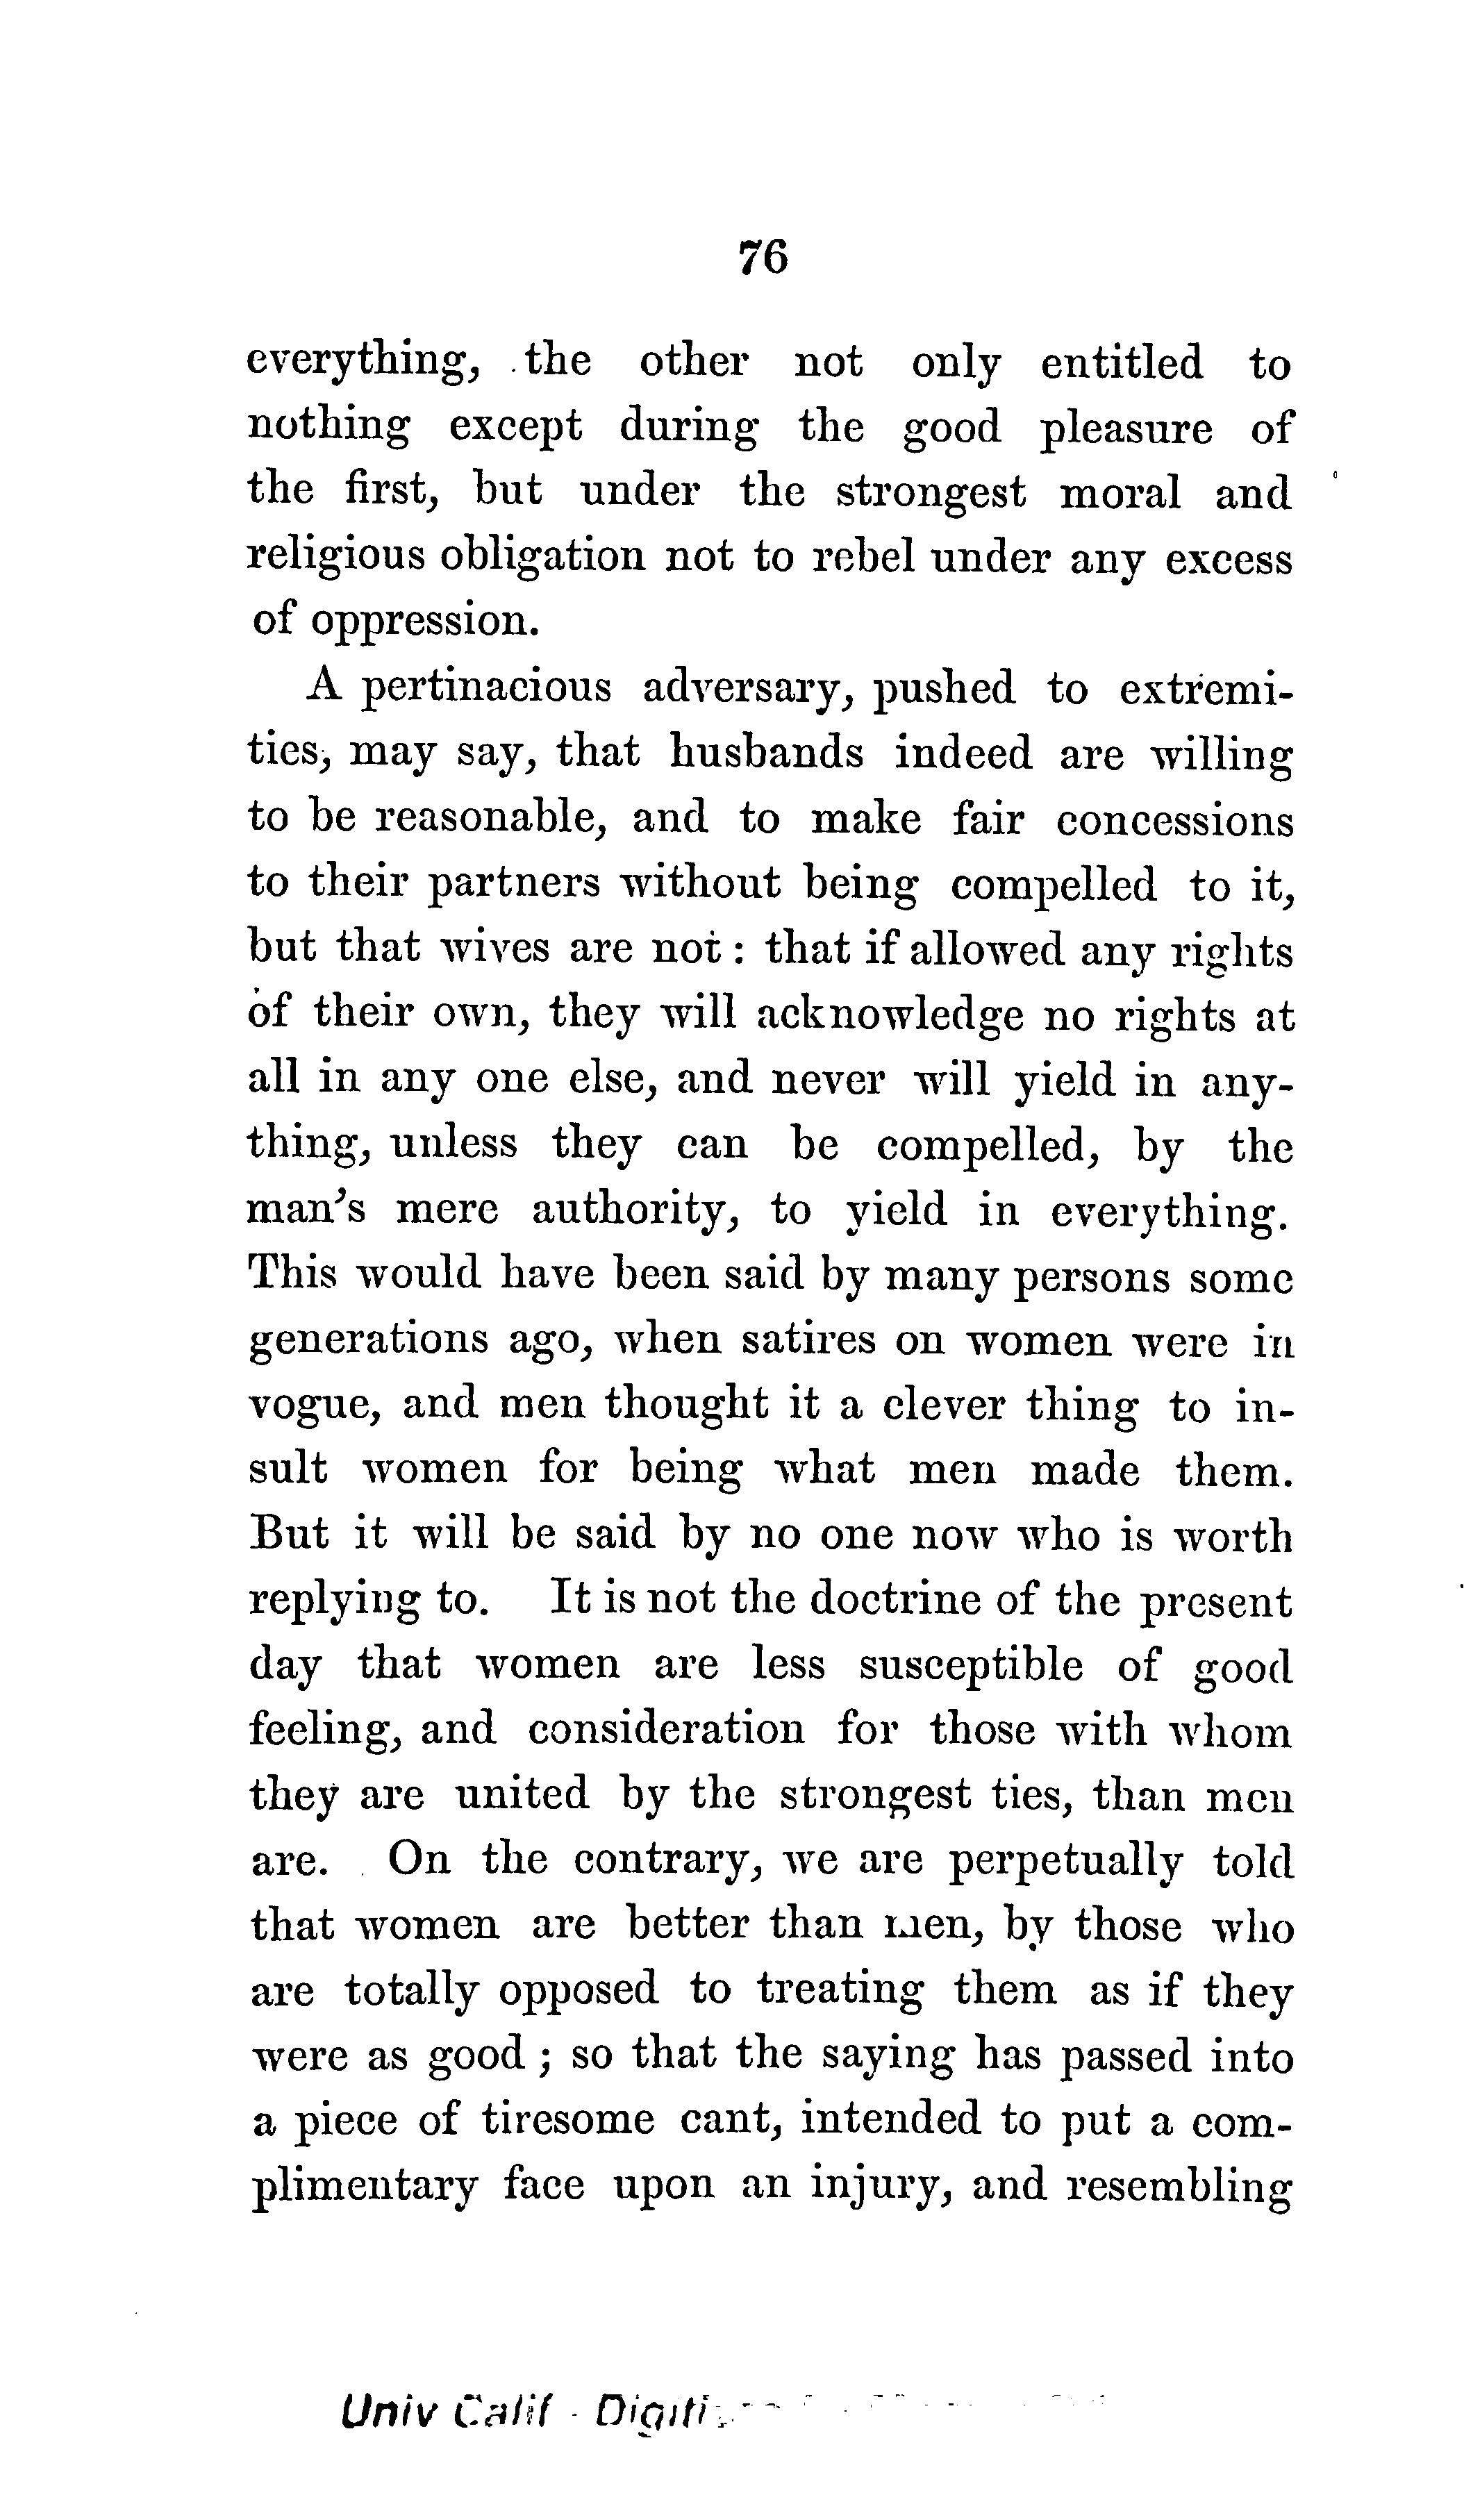 76
everything, the other not only entitled to
nothing except during the good pleasure of
the first, but under the strongest moral and
religious obligation not to rebel under any excess
of oppression.
A pertinacious adversary, pushed to extremi-
ties, may say, that husbands indeed are willing
to be reasonable, and to make fair concessions
to their partners without being compelled to it,
but that wives are not : that if allowed any rights
of their own, they will acknowledge no rights at
all in any one else, and never will yield in any-
thing, unless they can be compelled, by the
man's mere authority, to yield in everything.
This would have been said by many persons some
generations ago, when satires on women were in
vogue, and men thought it a clever thing to in-
sult women for being what men made them.
But it will be said by no one now who is worth
replying to. It is not the doctrine of the present
day that women are less susceptible of good
feeling, and consideration for those with whom
they are united by the strongest ties, than men
are. On the contrary, we are perpetually told
that women are better than men, by those who
are totally opposed to treating them as if they
were as good ; so that the saying has passed into
a piece of tiresome cant, intended to put a com-
plimentary face upon an injury, and resembling
Univ Calif -